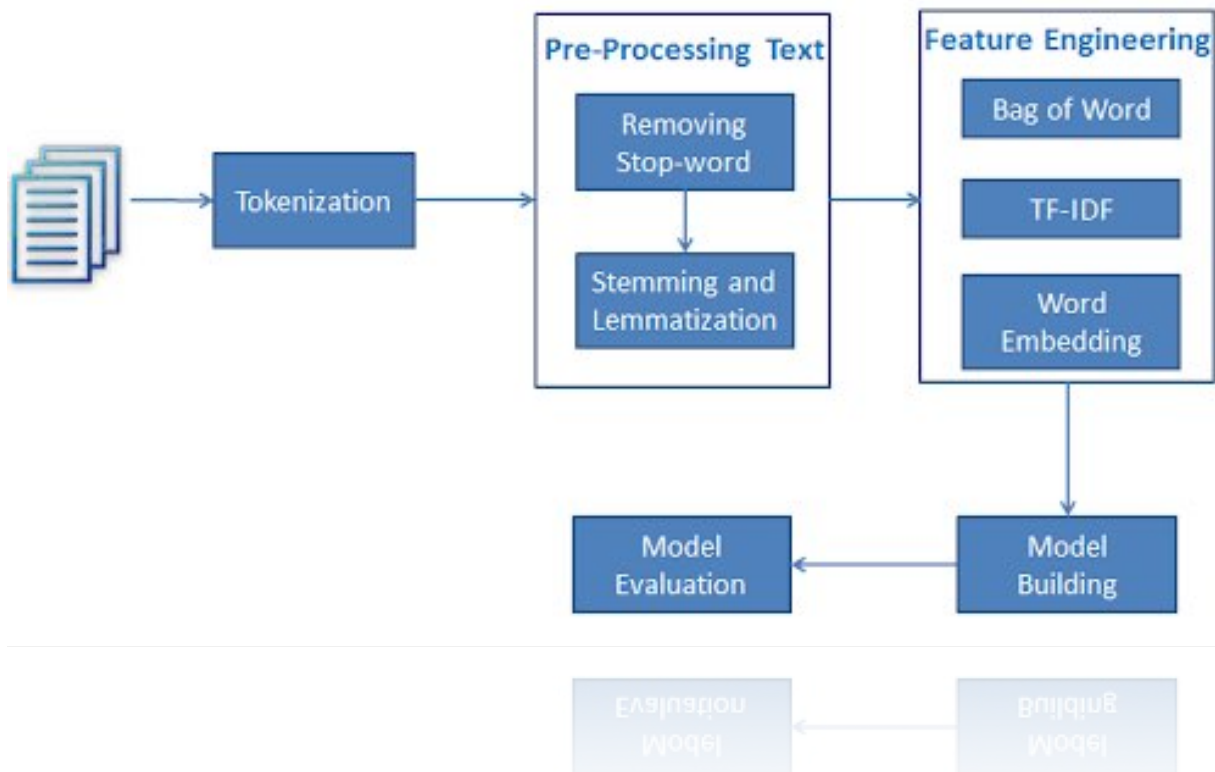 Pre-Processing Text
Feature Engineering
Tokenization
Removing
Stop-word
Stemming and
Lemmatization
Bag of Word
TF-IDF
Word
Embedding
Model
Building
Model
Evaluation